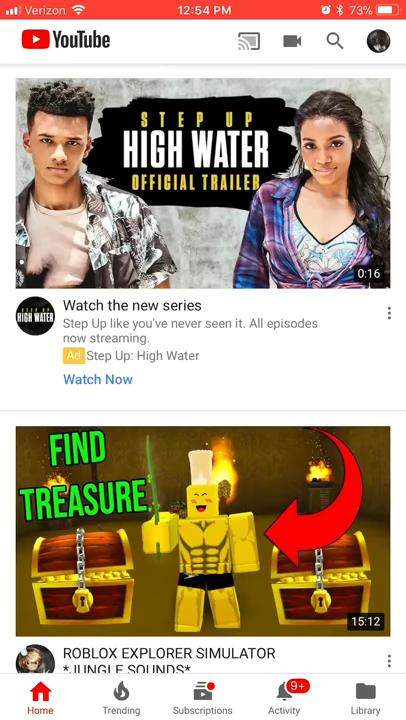 Verizon 12:54 PM 73%
YouTube
STEP UP
HIGH WATER
OFFICIAL TRAILER
0:16
STEP UP
HIGH WATER
Watch the new series
Step Up like you've never seen it. All episodes
now streaming.
Ad Step Up: High Water
Watch Now
FIND
TREASURE
15:12
ROBLOX EXPLORER SIMULATOR
*JUNGLE SOUNDS*
9+
Home Trending Subscriptions Activity Library